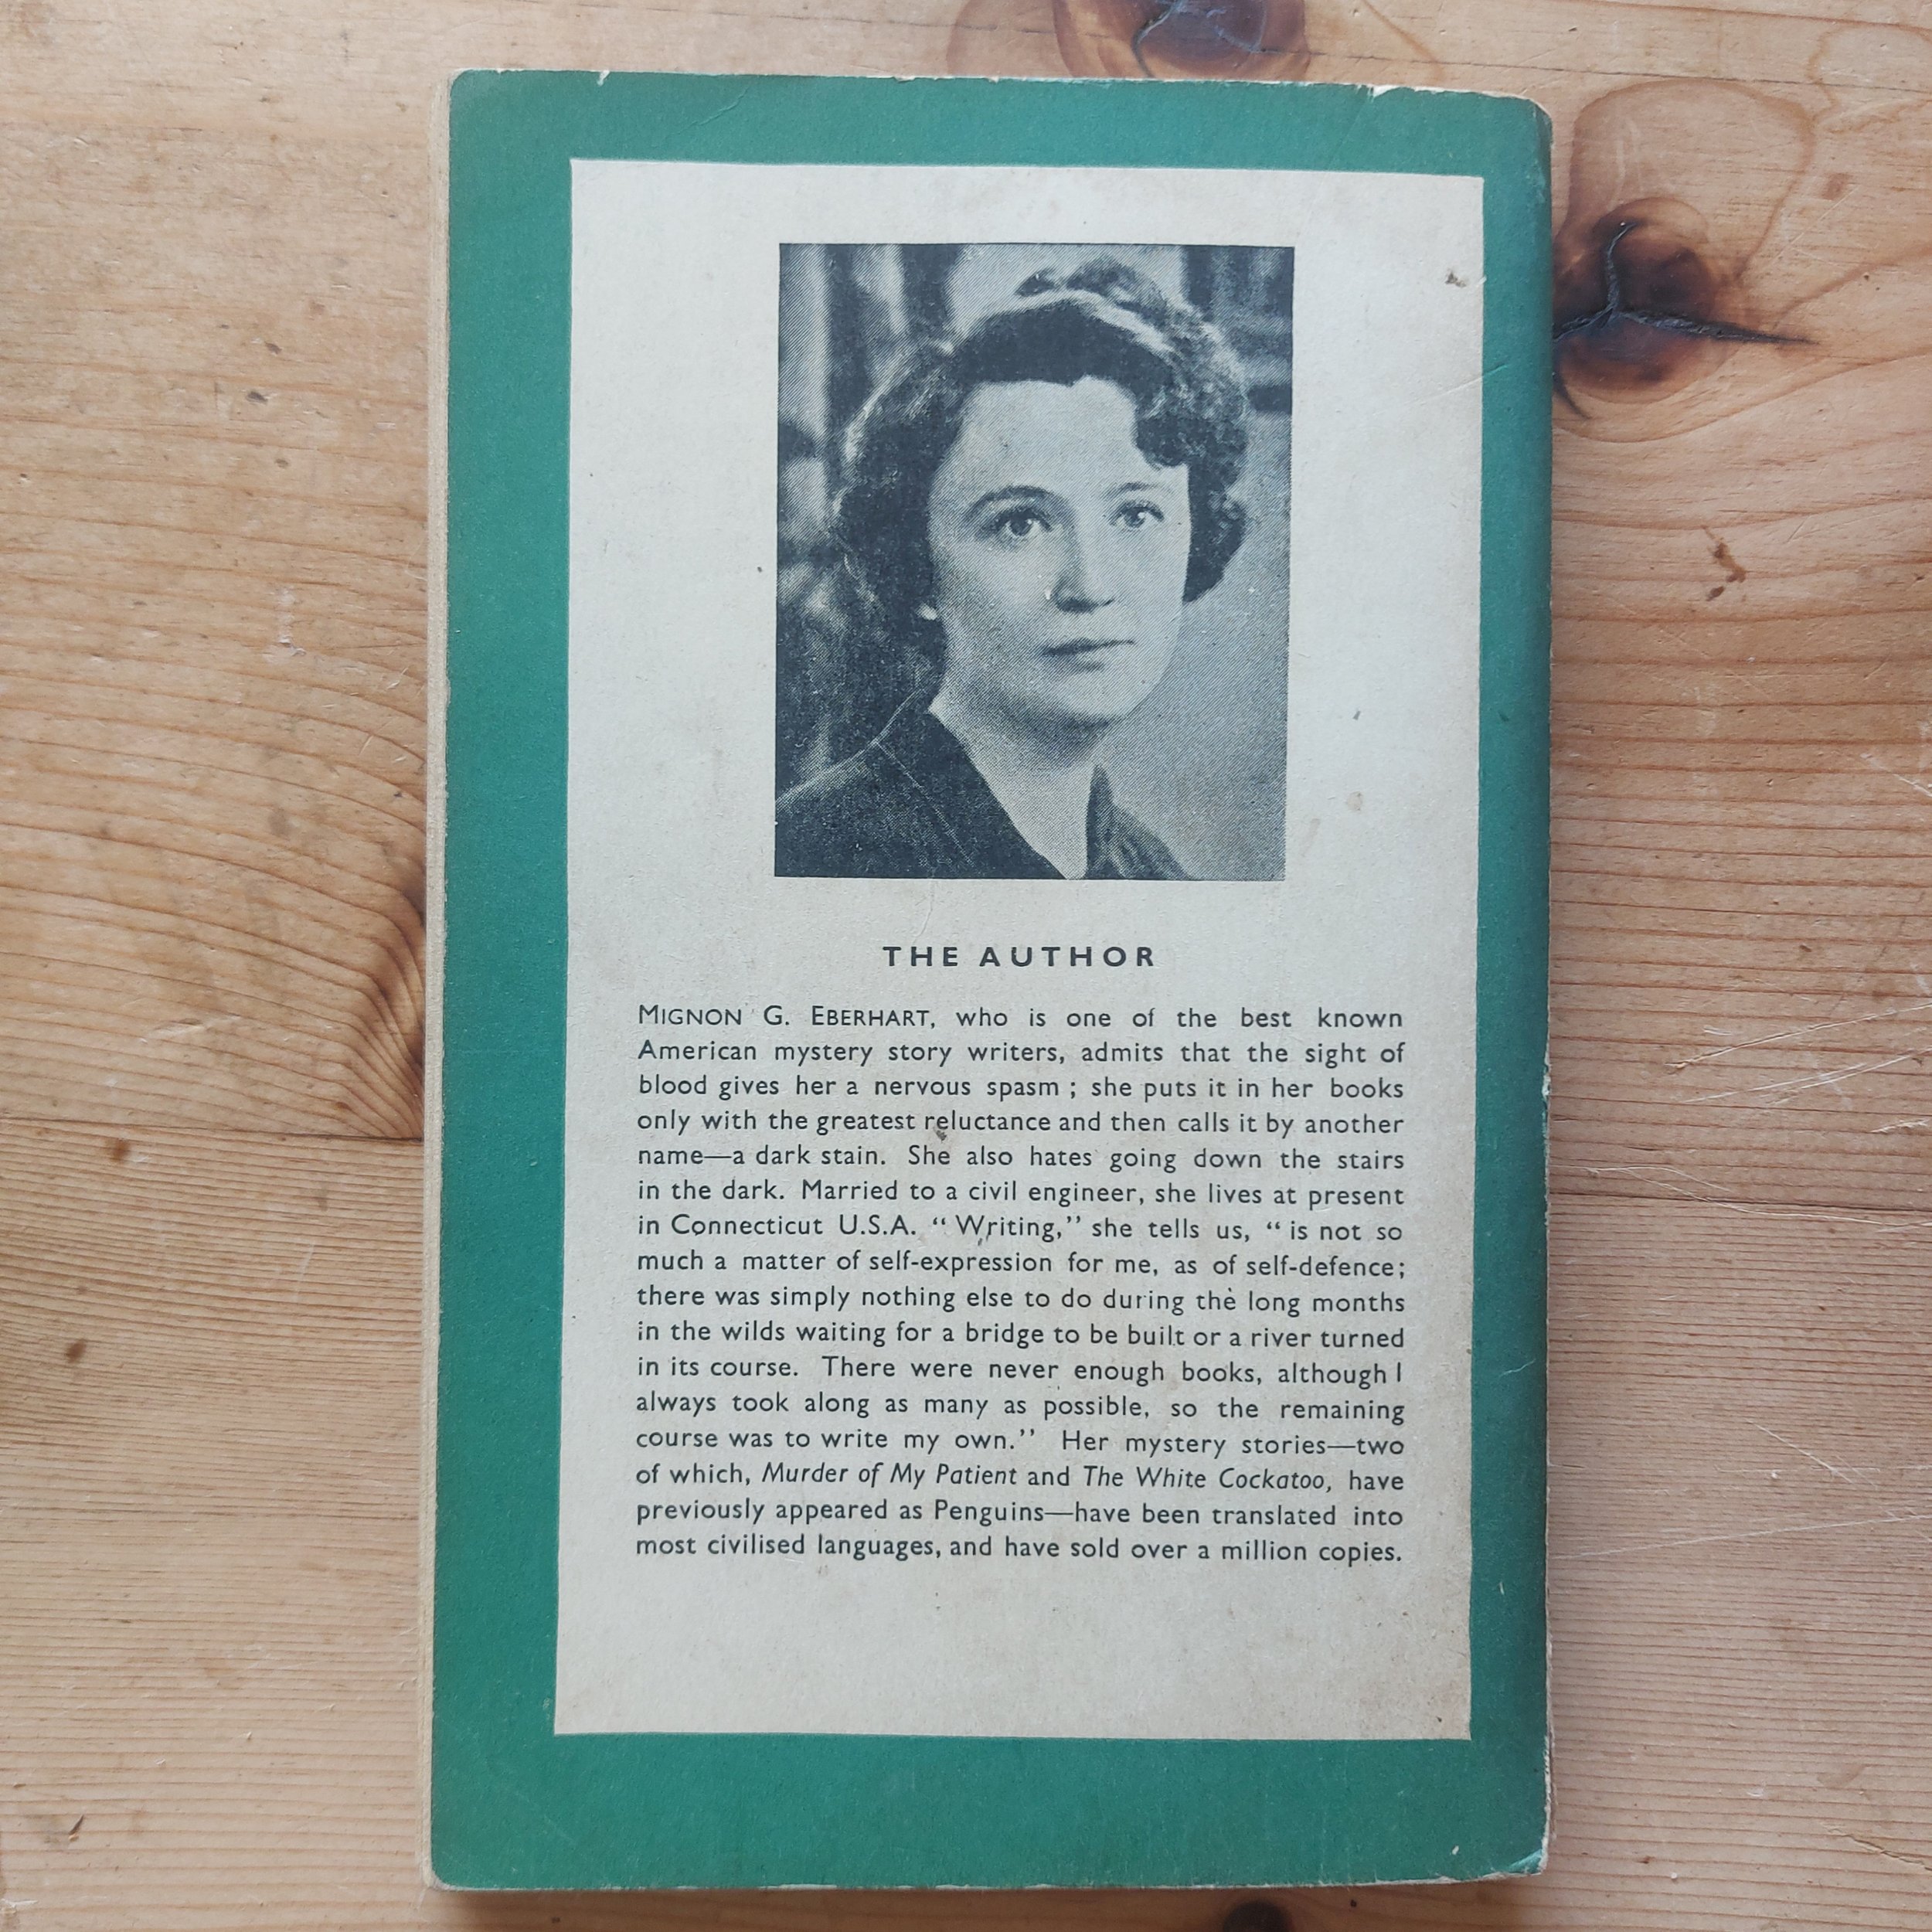 THE AUTHOR
MIGNON G. EBERHART, who is one of the best known
American mystery story writers, admits that the sight of
blood gives her a nervous spasm ; she puts it in her books
only with the greatest reluctance and then calls it by another
name—a dark stain. She also hates going down the stairs
in the dark. Married to a civil engineer, she lives at present
in Connecticut U.S.A. “ Writing,” she tells us, “ is not so
much a matter of self-expression for me, as of self-defence;
there was simply nothing else to do during the long months
in the wilds waiting for a bridge to be built or a river turned
in its course. There were never enough books, although I
always took along as many as possible, so the remaining
course was to write my own.” Her mystery stories—two
of which, Murder of My Patient and The White Cockatoo, have
previously appeared as Penguins—have been translated into
most civilised languages, and have sold over a million copies.